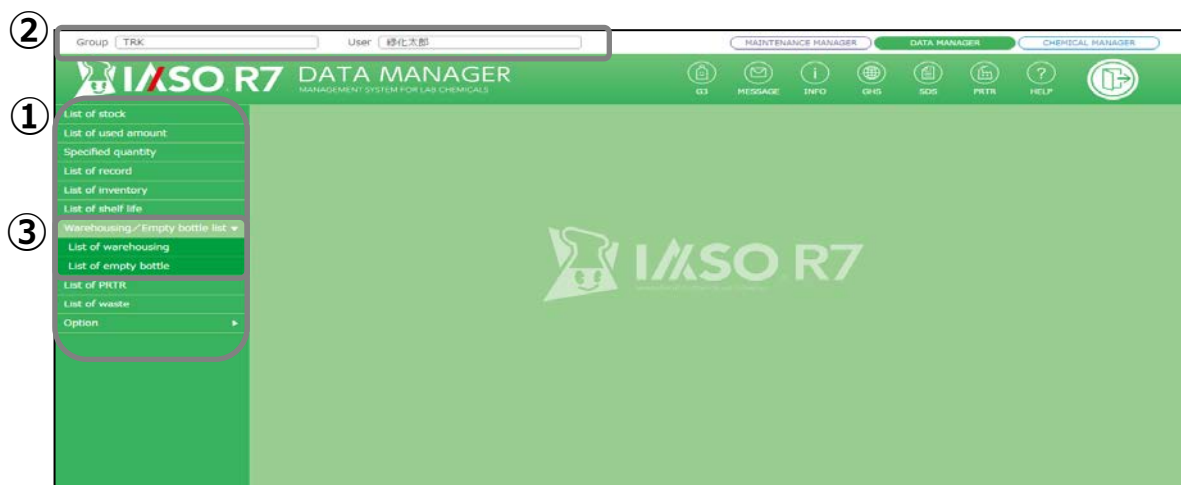 ②
Group TRK User 緑化太郎 MAINTENANCE MANAGER DATA MANAGER CHEMICAL MANAGER
IASO R7 DATA MANAGER
MANAGEMENT SYSTEM FOR LAB CHEMICALS
G3 MESSAGE INFO GHS SDS PRTR HELP
①
List of stock
List of used amount
Specified quantity
List of record
List of inventory
List of shelf life
③
Warehousing/Empty bottle list
List of warehousing
List of empty bottle
List of PRTR
List of waste
Option
IASO R7